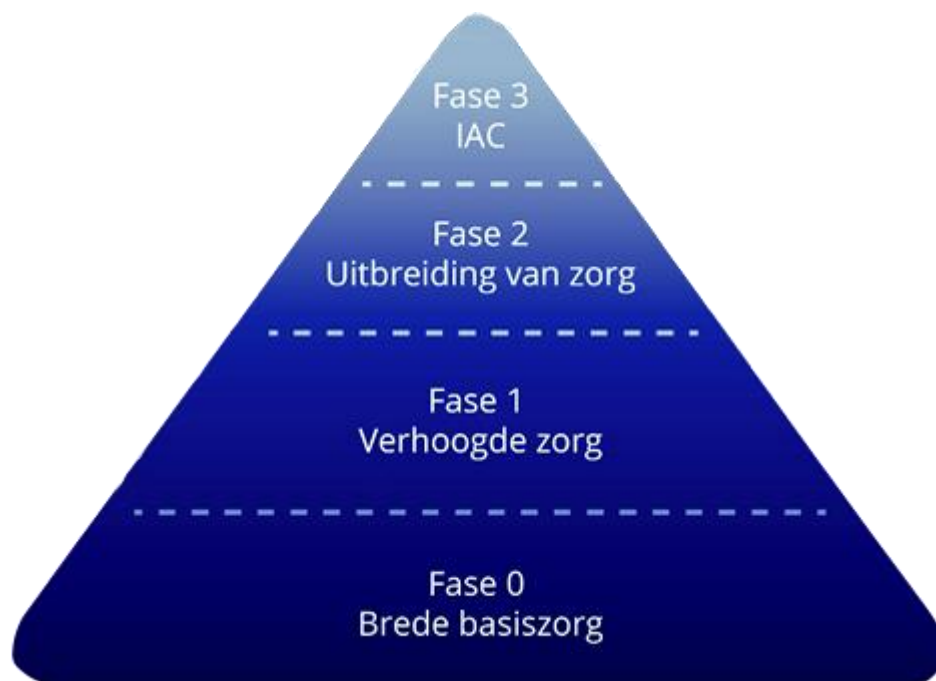 Fase 3
IAC
Fase 2
Uitbreiding van zorg
Fase 1
Verhoogde zorg
Fase 0
Brede basiszorg